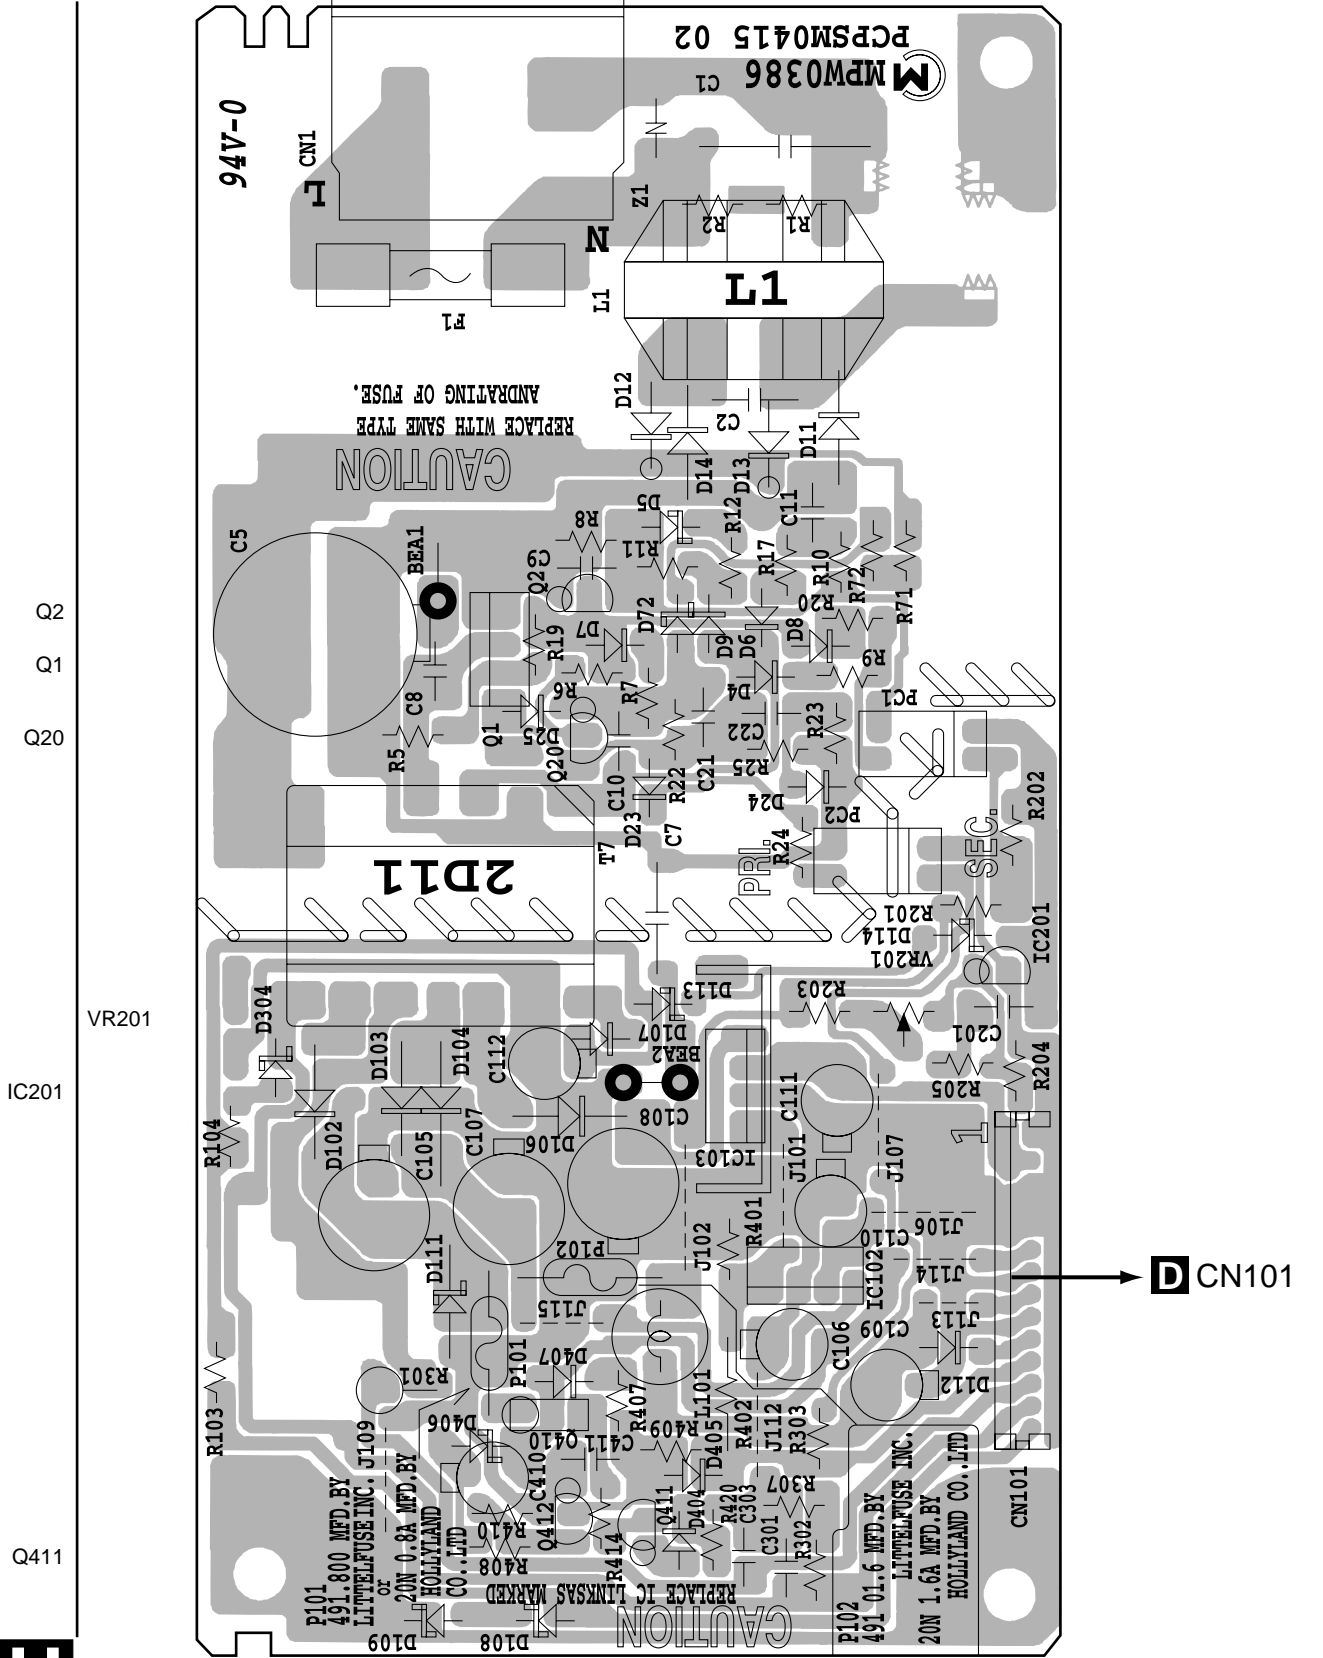 PCPSM0415 02
MPW0386
C1
94V-0
CN1
L
Z1
N
R2
R1
L1
L1
F1
REPLACE WITH SAME TYPE
ANDRATING OF FUSE.
CAUTION
D12
C2
D11
D14
D13
C5
BEA1
D5
R8
R12
C11
C9
R11
R17
R10
R72
Q2
Q2
D72
R20
R71
D7
R19
D9
D6
D8
R9
Q1
C8
R6
R7
D4
PC1
Q20
R5
Q1
D25
Q20
C22
R23
C10
R22
C21
R25
D24
PC2
R202
D23
C7
T7
R24
PRI.
SEC.
2D11
R201
D114
VR201
IC201
D304
D113
R203
VR201
D103
D104
C112
D107
BEA2
C201
IC201
C111
R205
R204
R104
D102
C105
C107
D106
C108
IC103
J101
J107
1
D111
P102
J102
R401
C110
J106
IC102
J114
D CN101
J115
C109
J113
P101
D407
C106
R301
L101
D112
R407
R103
D406
R409
R402
J112
R303
J109
Q410
C411
D405
C410
R307
CN101
R410
Q412
Q411
D404
R420
C303
R408
R414
C301
R302
Q411
P101
491.800 MFD.BY
LITTELFUSE INC.
or
20N 0.8A MFD.BY
HOLLYLAND
CO.,LTD
P102
491 01.6 MFD.BY
LITTELFUSE INC.
20N 1.6A MFD.BY
HOLLYLAND CO.,LTD
CAUTION
REPLACE IC LINKSAS MARKED
D109
D108